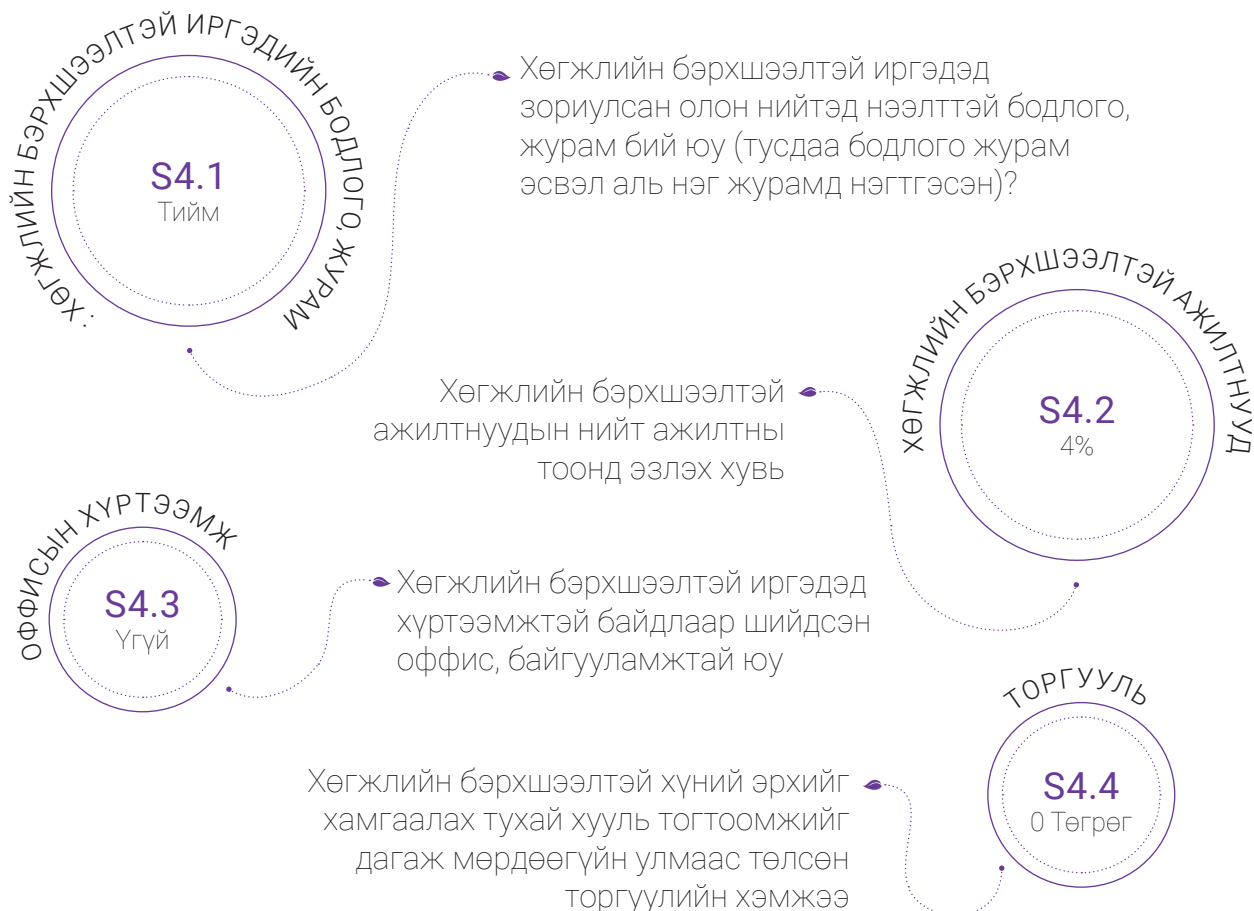 : ХӨГЖЛИЙН БЭРХШЭЭЛТЭЙ ИРГЭДИЙН БОДЛОГО, ЖУРАМ
S4.1
Тийм
Хөгжлийн бэрхшээлтэй иргэдэд
зориулсан олон нийтэд нээлттэй бодлого,
журам бий юу (тусдаа бодлого журам
эсвэл аль нэг журамд нэгтгэсэн)?
ХӨГЖЛИЙН БЭРХШЭЭЛТЭЙ АЖИЛТНУУД
S4.2
4%
Хөгжлийн бэрхшээлтэй
ажилтнуудын нийт ажилтны
тоонд эзлэх хувь
ОФФИСЫН ХҮРТЭЭМЖ
S4.3
Үгүй
Хөгжлийн бэрхшээлтэй иргэдэд
хүртээмжтэй байдлаар шийдсэн
оффис, байгууламжтай юу
ТОРГУУЛЬ
S4.4
0 Төгрөг
Хөгжлийн бэрхшээлтэй хүний эрхийг
хамгаалах тухай хууль тогтоомжийг
дагаж мөрдөөгүйн улмаас төлсөн
торгуулийн хэмжээ